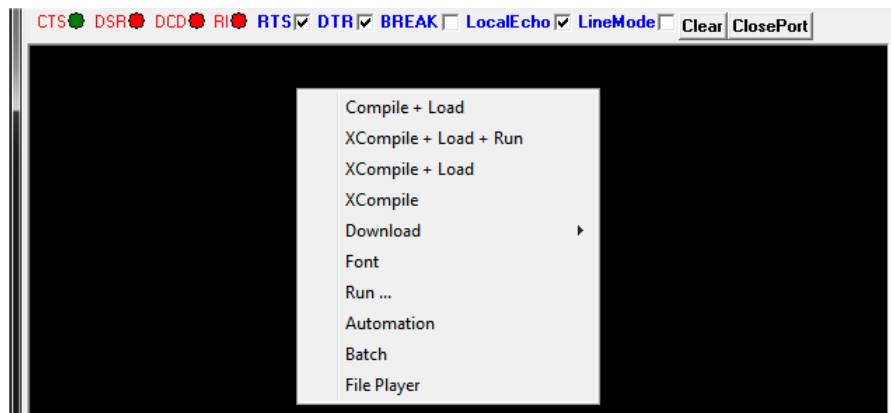 CTS DSR DCD RI RTS DTR BREAK LocalEcho LineMode Clear ClosePort
Compile + Load
XCompile + Load + Run
XCompile + Load
XCompile
Download
Font
Run ...
Automation
Batch
File Player